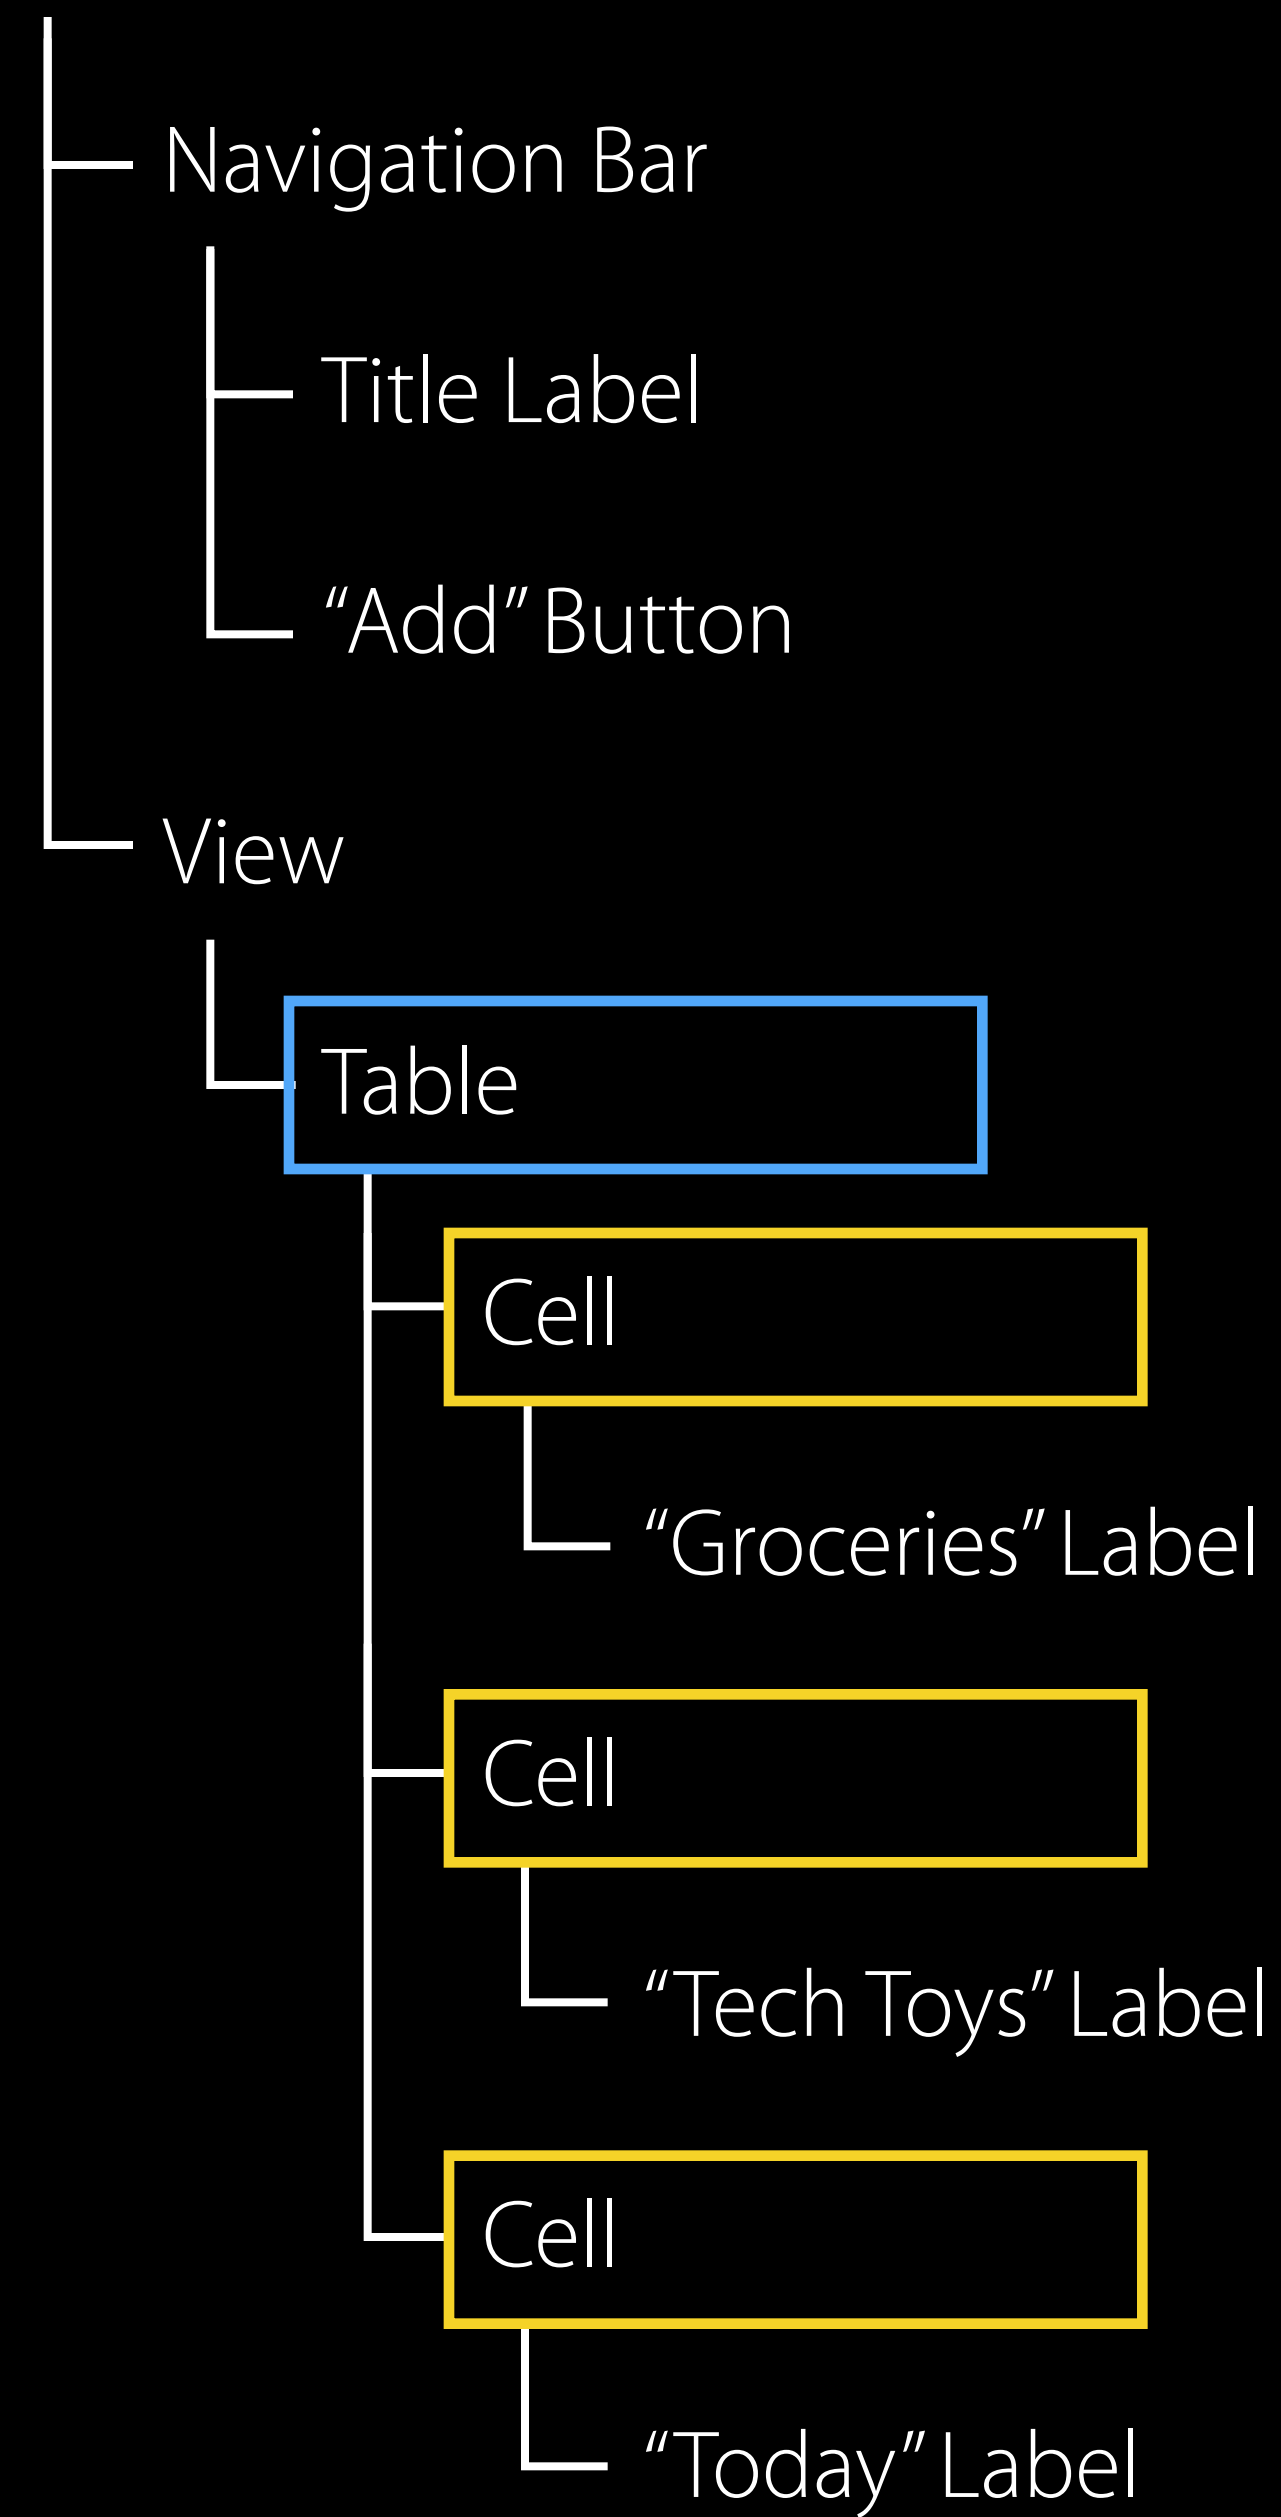 Navigation Bar
Title Label
“Add” Button
View
Table
Cell
“Groceries” Label
Cell
“Tech Toys” Label
Cell
“Today” Label